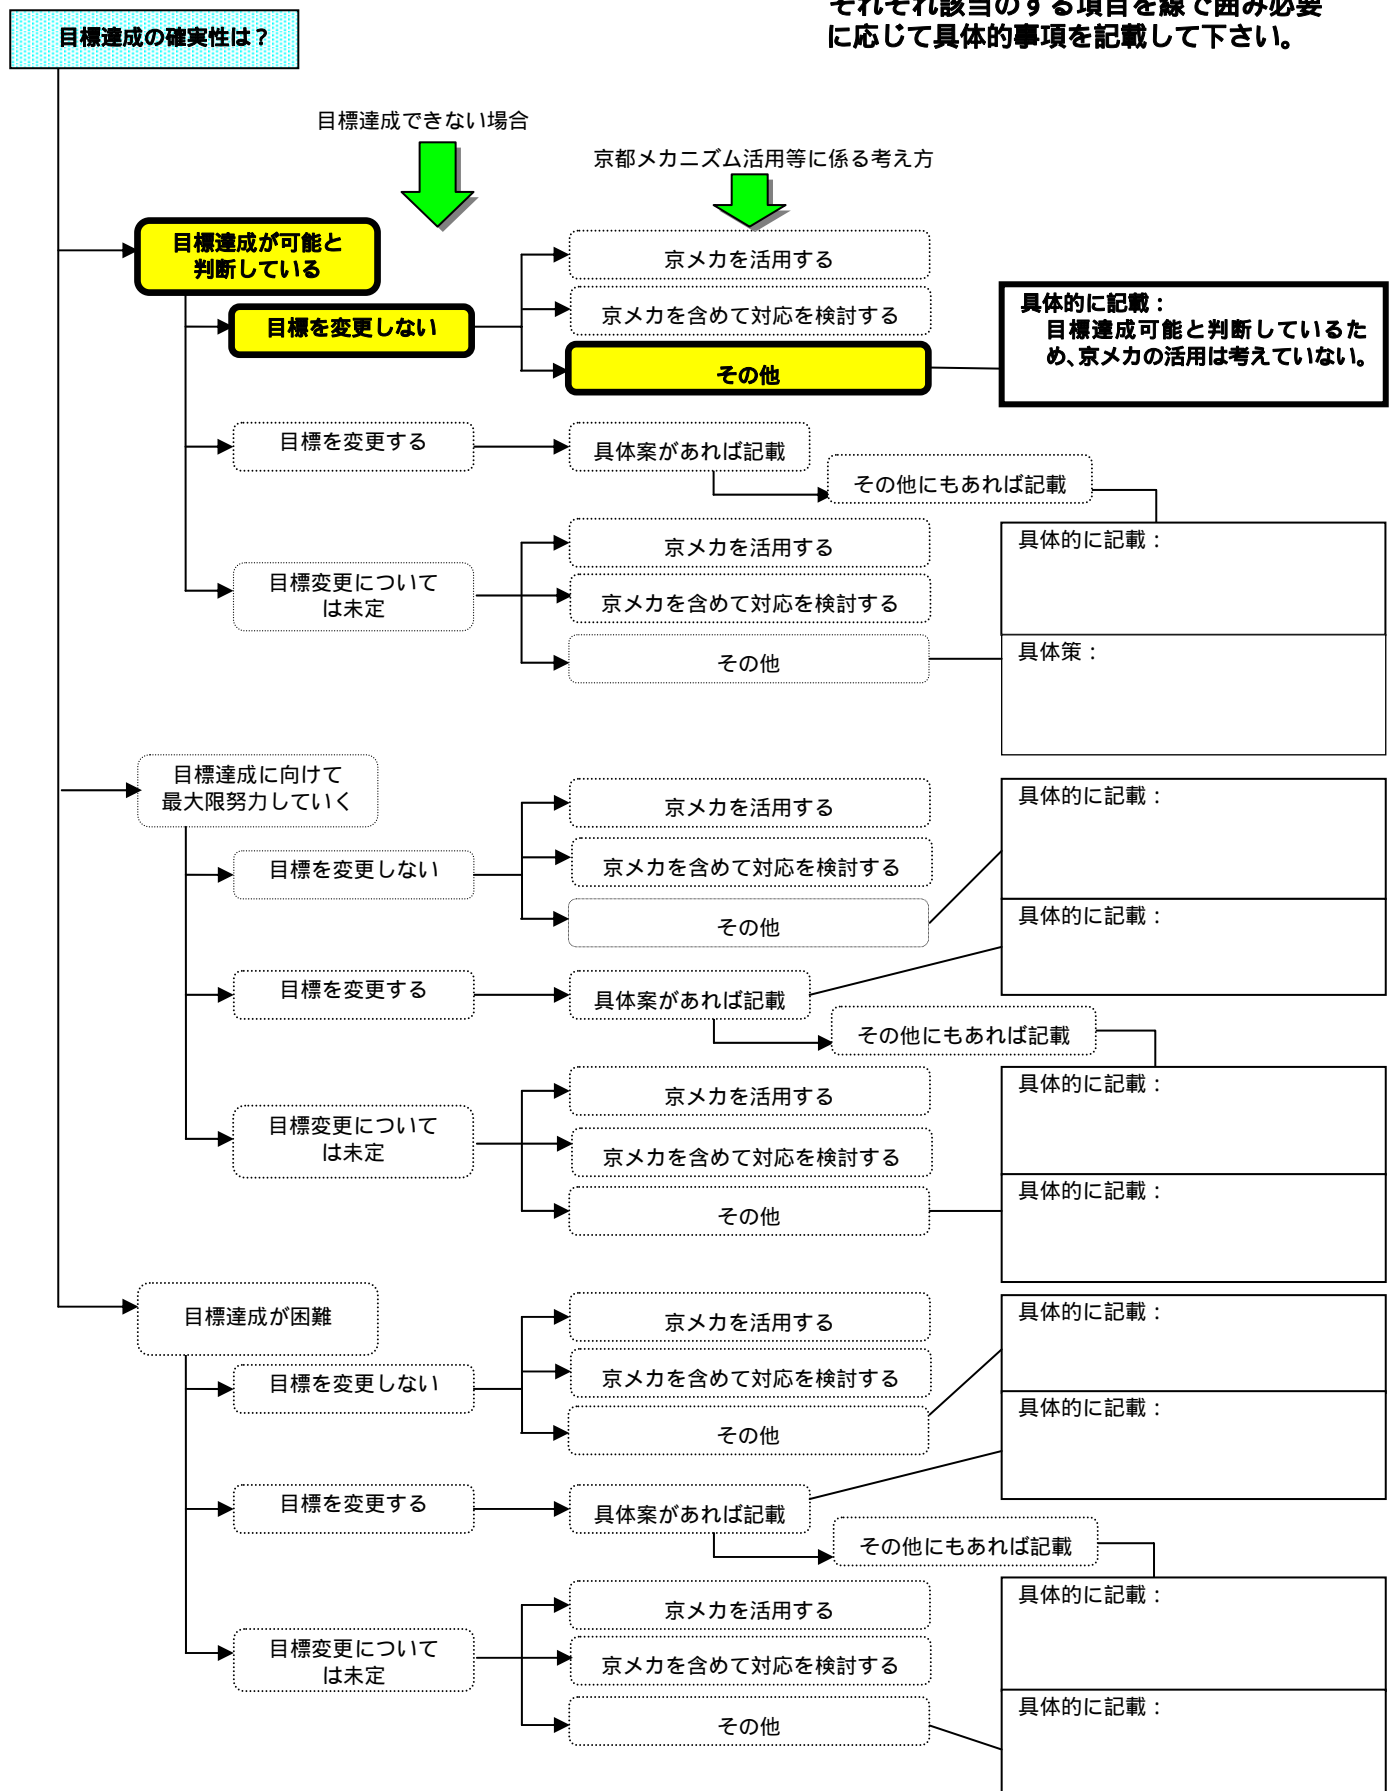 それぞれ該当のする項目を線で囲み必要
に応じて具体的事項を記載して下さい。
目標達成の確実性は？
目標達成できない場合
京都メカニズム活用等に係る考え方
目標達成が可能と
判断している
目標を変更しない
京メカを活用する
京メカを含めて対応を検討する
その他
具体的に記載：
目標達成可能と判断しているた
め、京メカの活用は考えていない。
目標を変更する
具体案があれば記載
その他にもあれば記載
目標変更について
は未定
京メカを活用する
京メカを含めて対応を検討する
その他
具体的に記載：
具体策：
目標達成に向けて
最大限努力していく
目標を変更しない
京メカを活用する
京メカを含めて対応を検討する
その他
具体的に記載：
具体的に記載：
目標を変更する
具体案があれば記載
その他にもあれば記載
目標変更について
は未定
京メカを活用する
京メカを含めて対応を検討する
その他
具体的に記載：
具体的に記載：
目標達成が困難
目標を変更しない
京メカを活用する
京メカを含めて対応を検討する
その他
具体的に記載：
具体的に記載：
目標を変更する
具体案があれば記載
その他にもあれば記載
目標変更について
は未定
京メカを活用する
京メカを含めて対応を検討する
その他
具体的に記載：
具体的に記載：